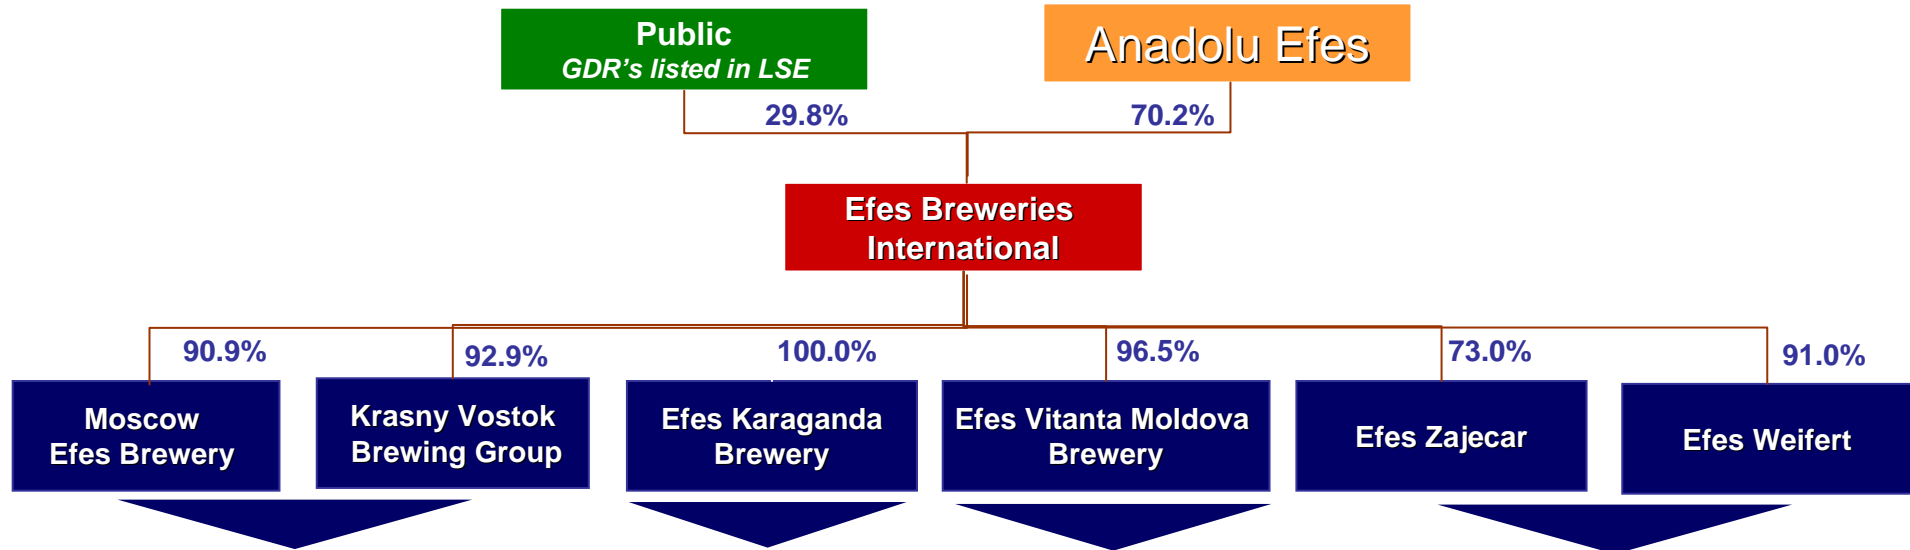 Public
GDR's listed in LSE
Anadolu Efes
29.8%
70.2%
Efes Breweries
International
90.9%
92.9%
100.0%
96.5%
73.0%
91.0%
Moscow
Efes Brewery
Krasny Vostok
Brewing Group
Efes Karaganda
Brewery
Efes Vitanta Moldova
Brewery
Efes Zajecar
Efes Weifert